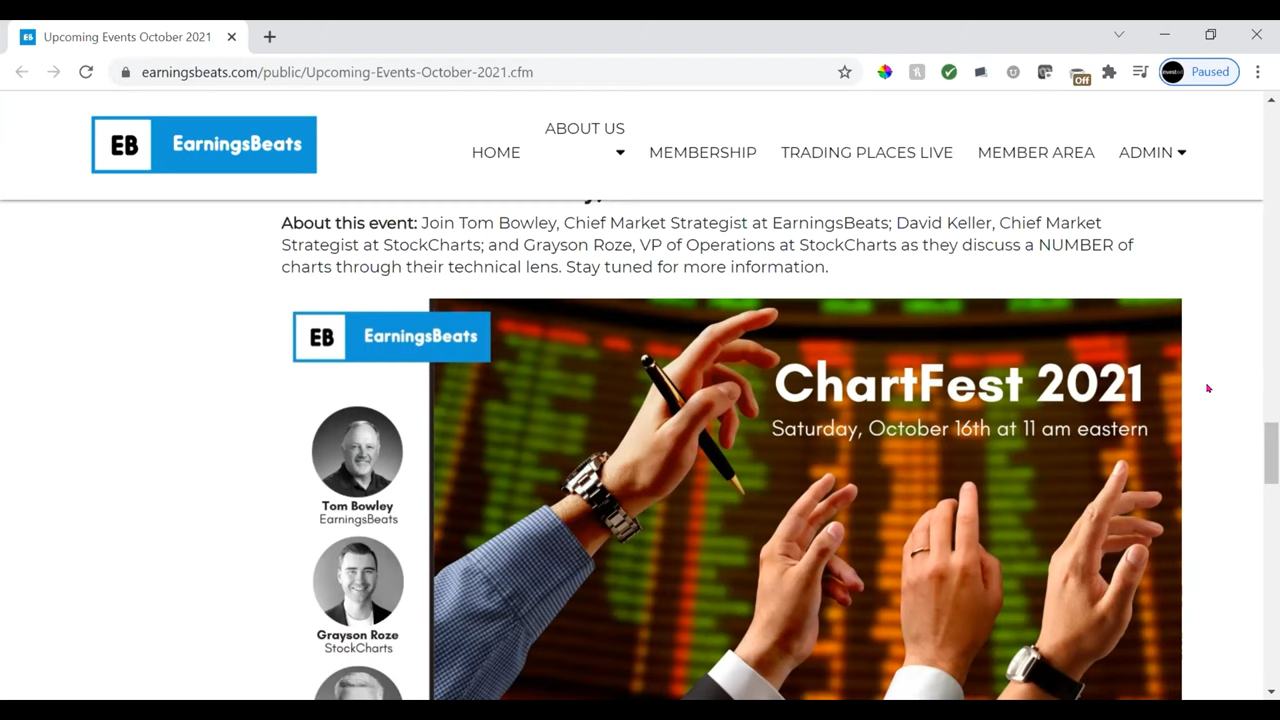 Upcoming Events October 2021
earningsbeats.com/public/Upcoming-Events-October-2021.cfm
Off
Paused
EB EarningsBeats
ABOUT US
HOME MEMBERSHIP TRADING PLACES LIVE MEMBER AREA ADMIN
About this event: Join Tom Bowley, Chief Market Strategist at EarningsBeats; David Keller, Chief Market
Strategist at StockCharts; and Grayson Roze, VP of Operations at StockCharts as they discuss a NUMBER of
charts through their technical lens. Stay tuned for more information.
EB EarningsBeats
ChartFest 2021
Saturday, October 16th at 11 am eastern
Tom Bowley
EarningsBeats
Grayson Roze
StockCharts